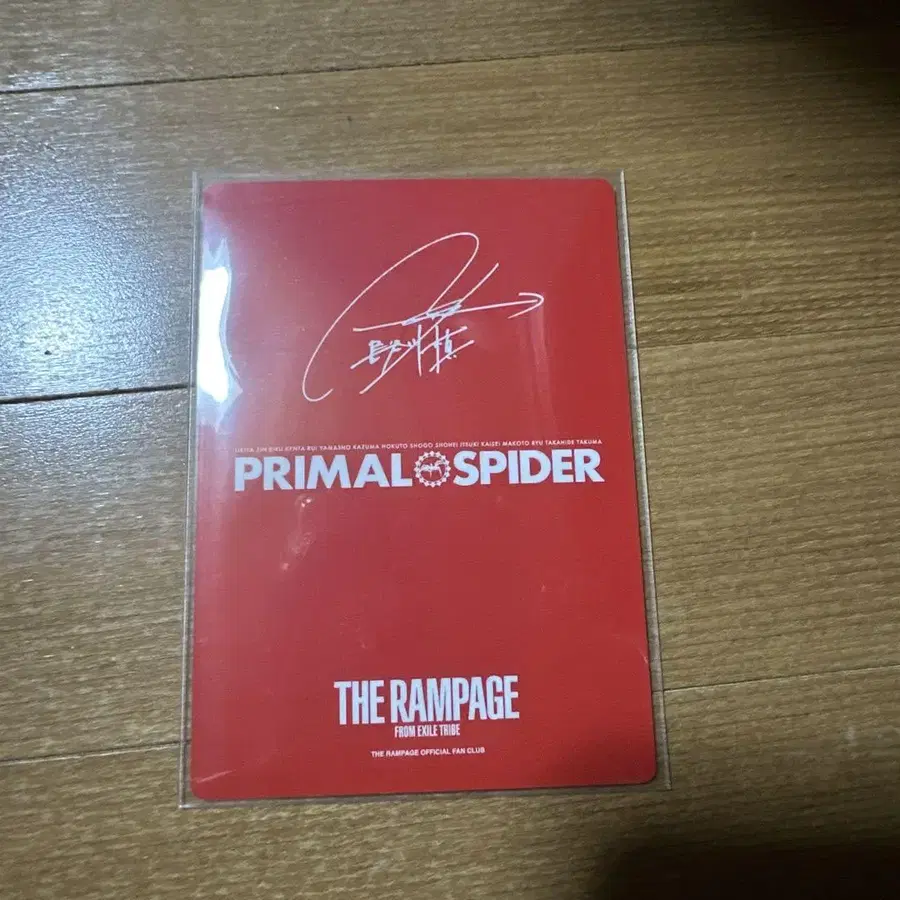 LIKIYA ZIN RIKU KENTA RUI YAMASHO KAZUMA HOKUTO SHOGO SHOHEI ITSUKI KAISEI MAKOTO RYU TAKAHIDE TAKUMA
PRIMAL SPIDER
THE RAMPAGE
FROM EXILE TRIBE
THE RAMPAGE OFFICIAL FAN CLUB